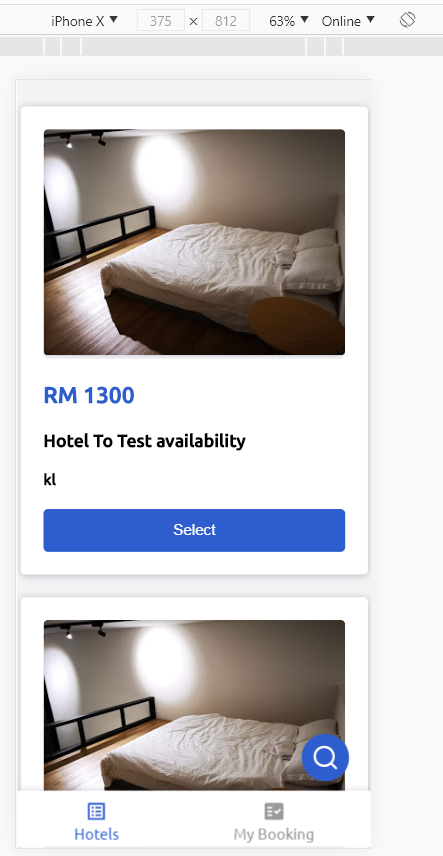 iPhone X ▼ 375 × 812 63% ▼ Online ▼
RM 1300
Hotel To Test availability
kl
Select
Hotels My Booking